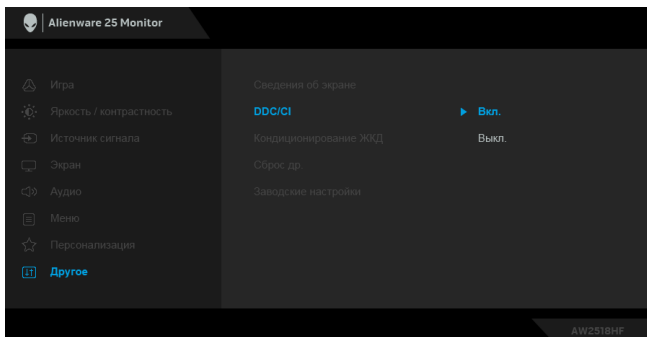 Alienware 25 Monitor
Игра
Яркость / контрастность
Источник сигнала
Экран
Аудио
Меню
Персонализация
Другое
Сведения об экране
DDC/CI
Вкл.
Кондиционирование ЖКД
Выкл.
Сброс др.
Заводские настройки
AW2518HF